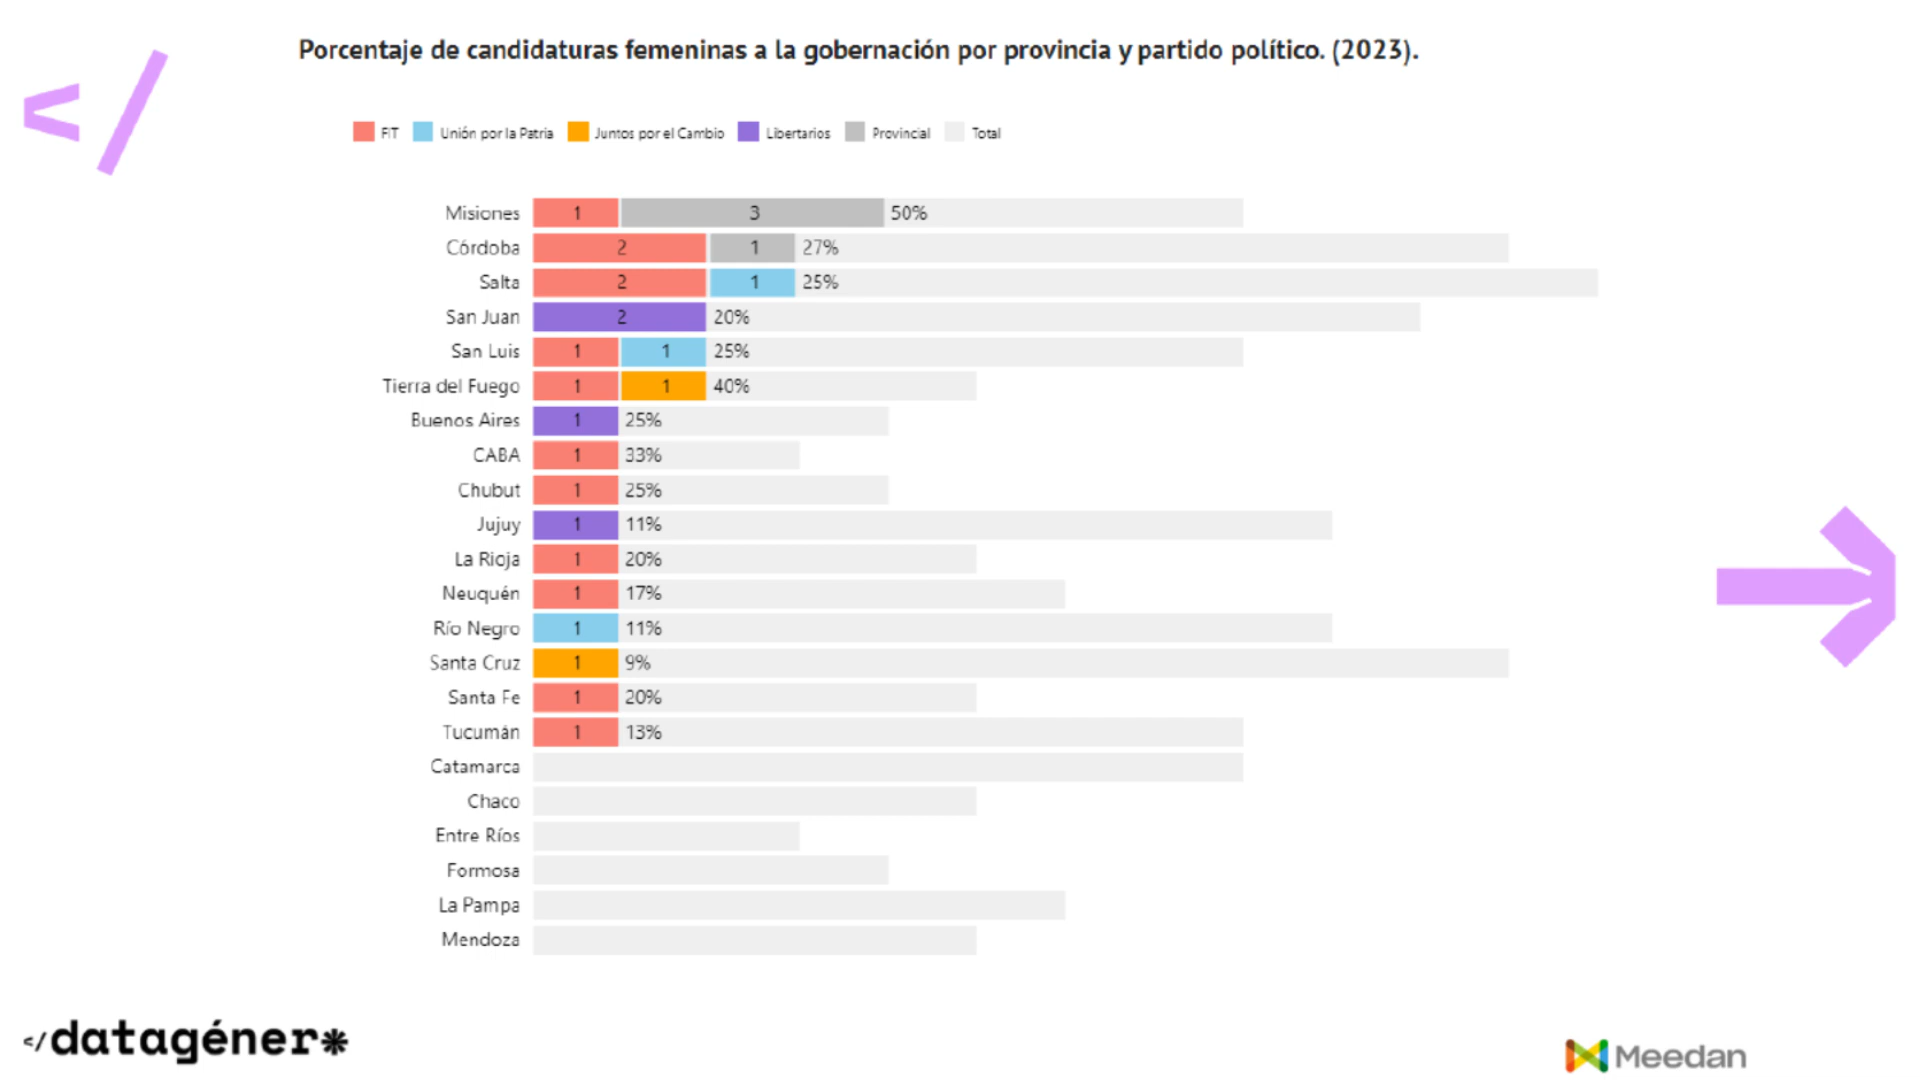 Porcentaje de candidaturas femeninas a la gobernación por provincia y partido político. (2023).
</
FIT Unión por la Patria Juntos por el Cambio Libertarios Provincial Total
Misiones 1 3 50%
Córdoba 2 1 27%
Salta 2 1 25%
San Juan 2 20%
San Luis 1 1 25%
Tierra del Fuego 1 1 40%
Buenos Aires 1 25%
CABA 1 33%
Chubut 1 25%
Jujuy 1 11%
La Rioja 1 20%
Neuquén 1 17%
Río Negro 1 11%
Santa Cruz 1 9%
Santa Fe 1 20%
Tucumán 1 13%
Catamarca
Chaco
Entre Ríos
Formosa
La Pampa
Mendoza
</datagéner*
Meedan